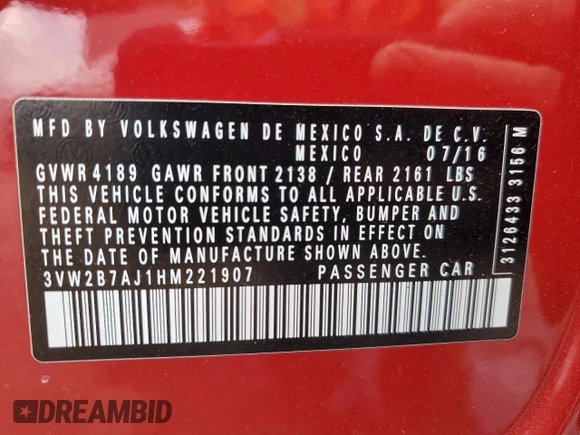 MFD BY VOLKSWAGEN DE MEXICO S.A. DE C.V.
MEXICO 07/16
GVWR 4189 GAWR FRONT 2138 / REAR 2161 LBS
THIS VEHICLE CONFORMS TO ALL APPLICABLE U.S.
FEDERAL MOTOR VEHICLE SAFETY, BUMPER AND
THEFT PREVENTION STANDARDS IN EFFECT ON
THE DATE OF MANUFACTURE SHOWN ABOVE.
3VW2B7AJ1HM221907 PASSENGER CAR
3126433 3156 M
DREAMBID